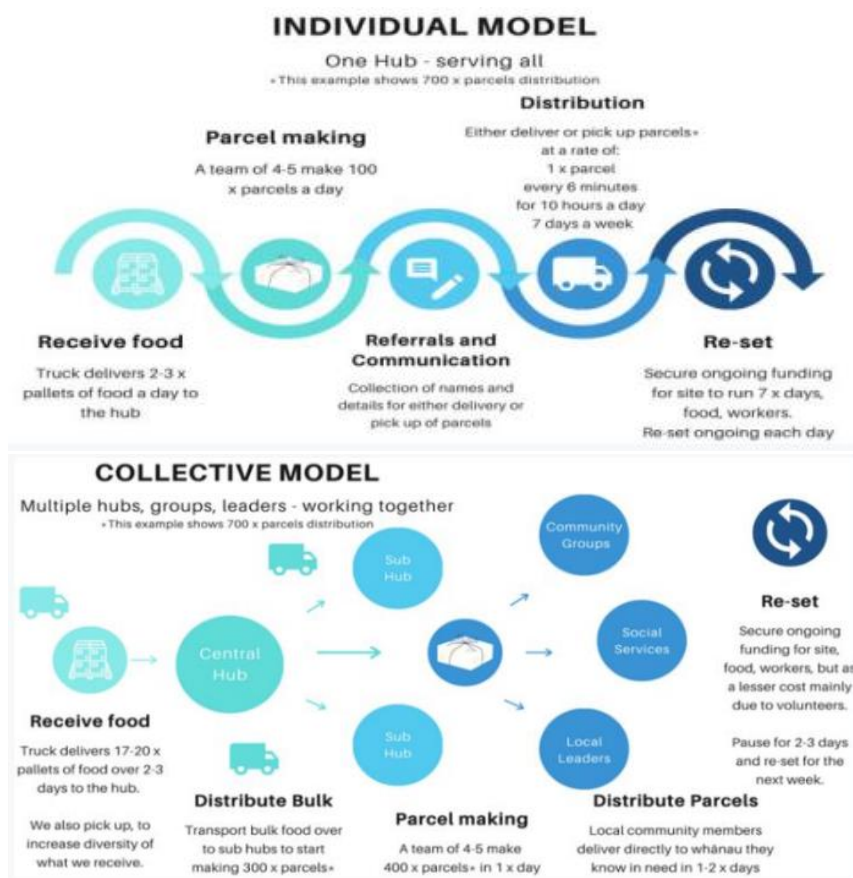 INDIVIDUAL MODEL
One Hub - serving all
*This example shows 700 x parcels distribution
Receive food
Truck delivers 2-3 x
pallets of food a day to
the hub
Parcel making
A team of 4-5 make 100
x parcels a day
Referrals and
Communication
Collection of names and
details for either delivery or
pick up of parcels
Distribution
Either deliver or pick up parcels*
at a rate of:
1 x parcel
every 6 minutes
for 10 hours a day
7 days a week
Re-set
Secure ongoing funding
for site to run 7 x days,
food, workers.
Re-set ongoing each day
COLLECTIVE MODEL
Multiple hubs, groups, leaders - working together
*This example shows 700 x parcels distribution
Receive food
Truck delivers 17-20 x
pallets of food over 2-3
days to the hub.
We also pick up, to
increase diversity of
what we receive.
Central
Hub
Distribute Bulk
Transport bulk food over
to sub hubs to start
making 300 x parcels*
Sub
Hub
Sub
Hub
Parcel making
A team of 4-5 make
400 x parcels* in 1 x day
Community
Groups
Social
Services
Local
Leaders
Distribute Parcels
Local community members
deliver directly to whānau they
know in need in 1-2 x days
Re-set
Secure ongoing
funding for site,
food, workers, but as
a lesser cost mainly
due to volunteers.
Pause for 2-3 days
and re-set for the
next week.